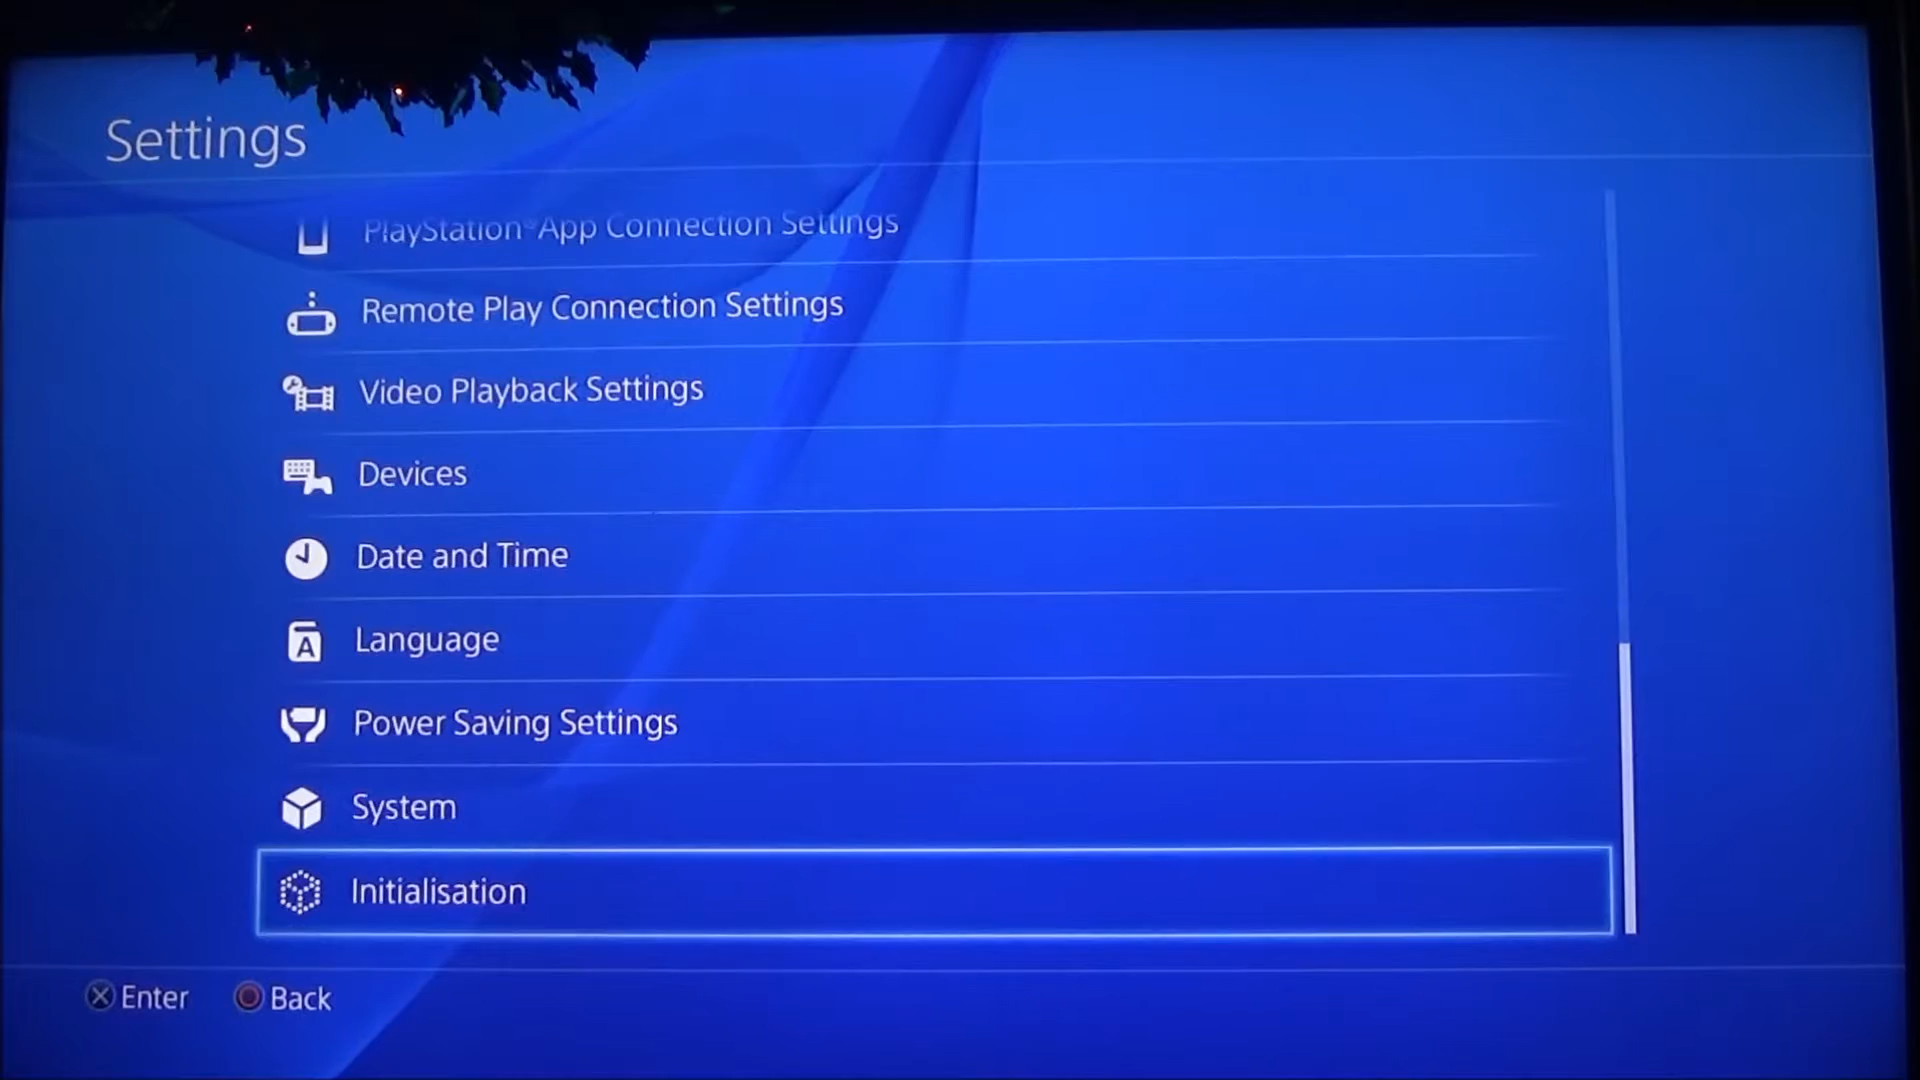 Settings
PlayStation®App Connection Settings
Remote Play Connection Settings
Video Playback Settings
Devices
Date and Time
Language
Power Saving Settings
System
Initialisation
Enter Back